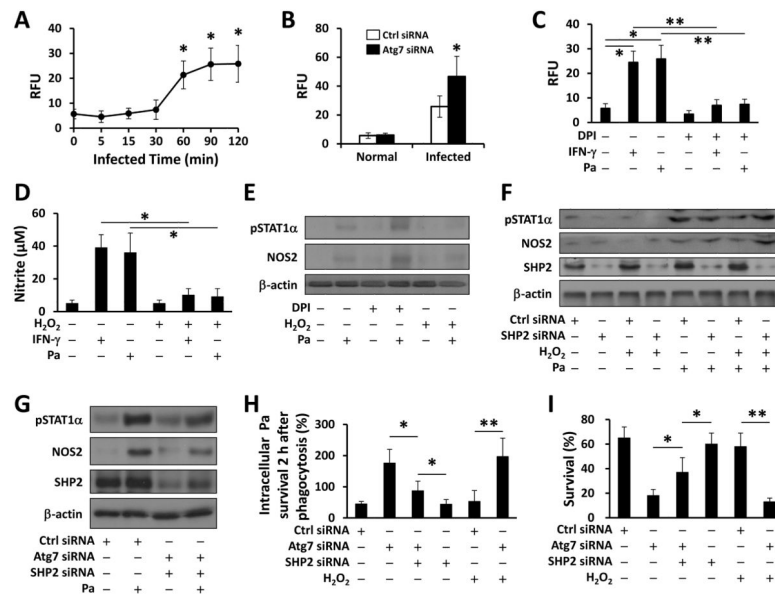 A
RFU
40
30
20
10
0
* * *
0 5 15 30 60 90 120
Infected Time (min)
B
Ctrl siRNA
Atg7 siRNA
RFU
80
60
40
20
0
*
Normal Infected
C
RFU
50
40
30
20
10
0
**
*
*
**
DPI − − − + + +
IFN-γ − + − − + −
Pa − − + − − +
D
Nitrite (μM)
60
40
20
0
*
*
H₂O₂ − − − + + +
IFN-γ − + − − + −
Pa − − + − − +
E
pSTAT1α
NOS2
β-actin
DPI − − + + − −
H₂O₂ − − − − + +
Pa − + − + − +
F
pSTAT1α
NOS2
SHP2
β-actin
Ctrl siRNA + − + − + − + −
SHP2 siRNA − + − + − + − +
H₂O₂ − − + + − − + +
Pa − − − − + + + +
G
pSTAT1α
NOS2
SHP2
β-actin
Ctrl siRNA + + − −
Atg7 siRNA − − + +
SHP2 siRNA − − + +
Pa − + − +
H
Intracellular Pa
survival 2 h after
phagocytosis (%)
400
300
200
100
0
*
*
**
Ctrl siRNA + − − − + −
Atg7 siRNA − + + − − +
SHP2 siRNA − − + + − −
H₂O₂ − − − − + +
I
Survival (%)
80
60
40
20
0
*
*
**
Ctrl siRNA + − − − + −
Atg7 siRNA − + + − − +
SHP2 siRNA − − + + − −
H₂O₂ − − − − + +